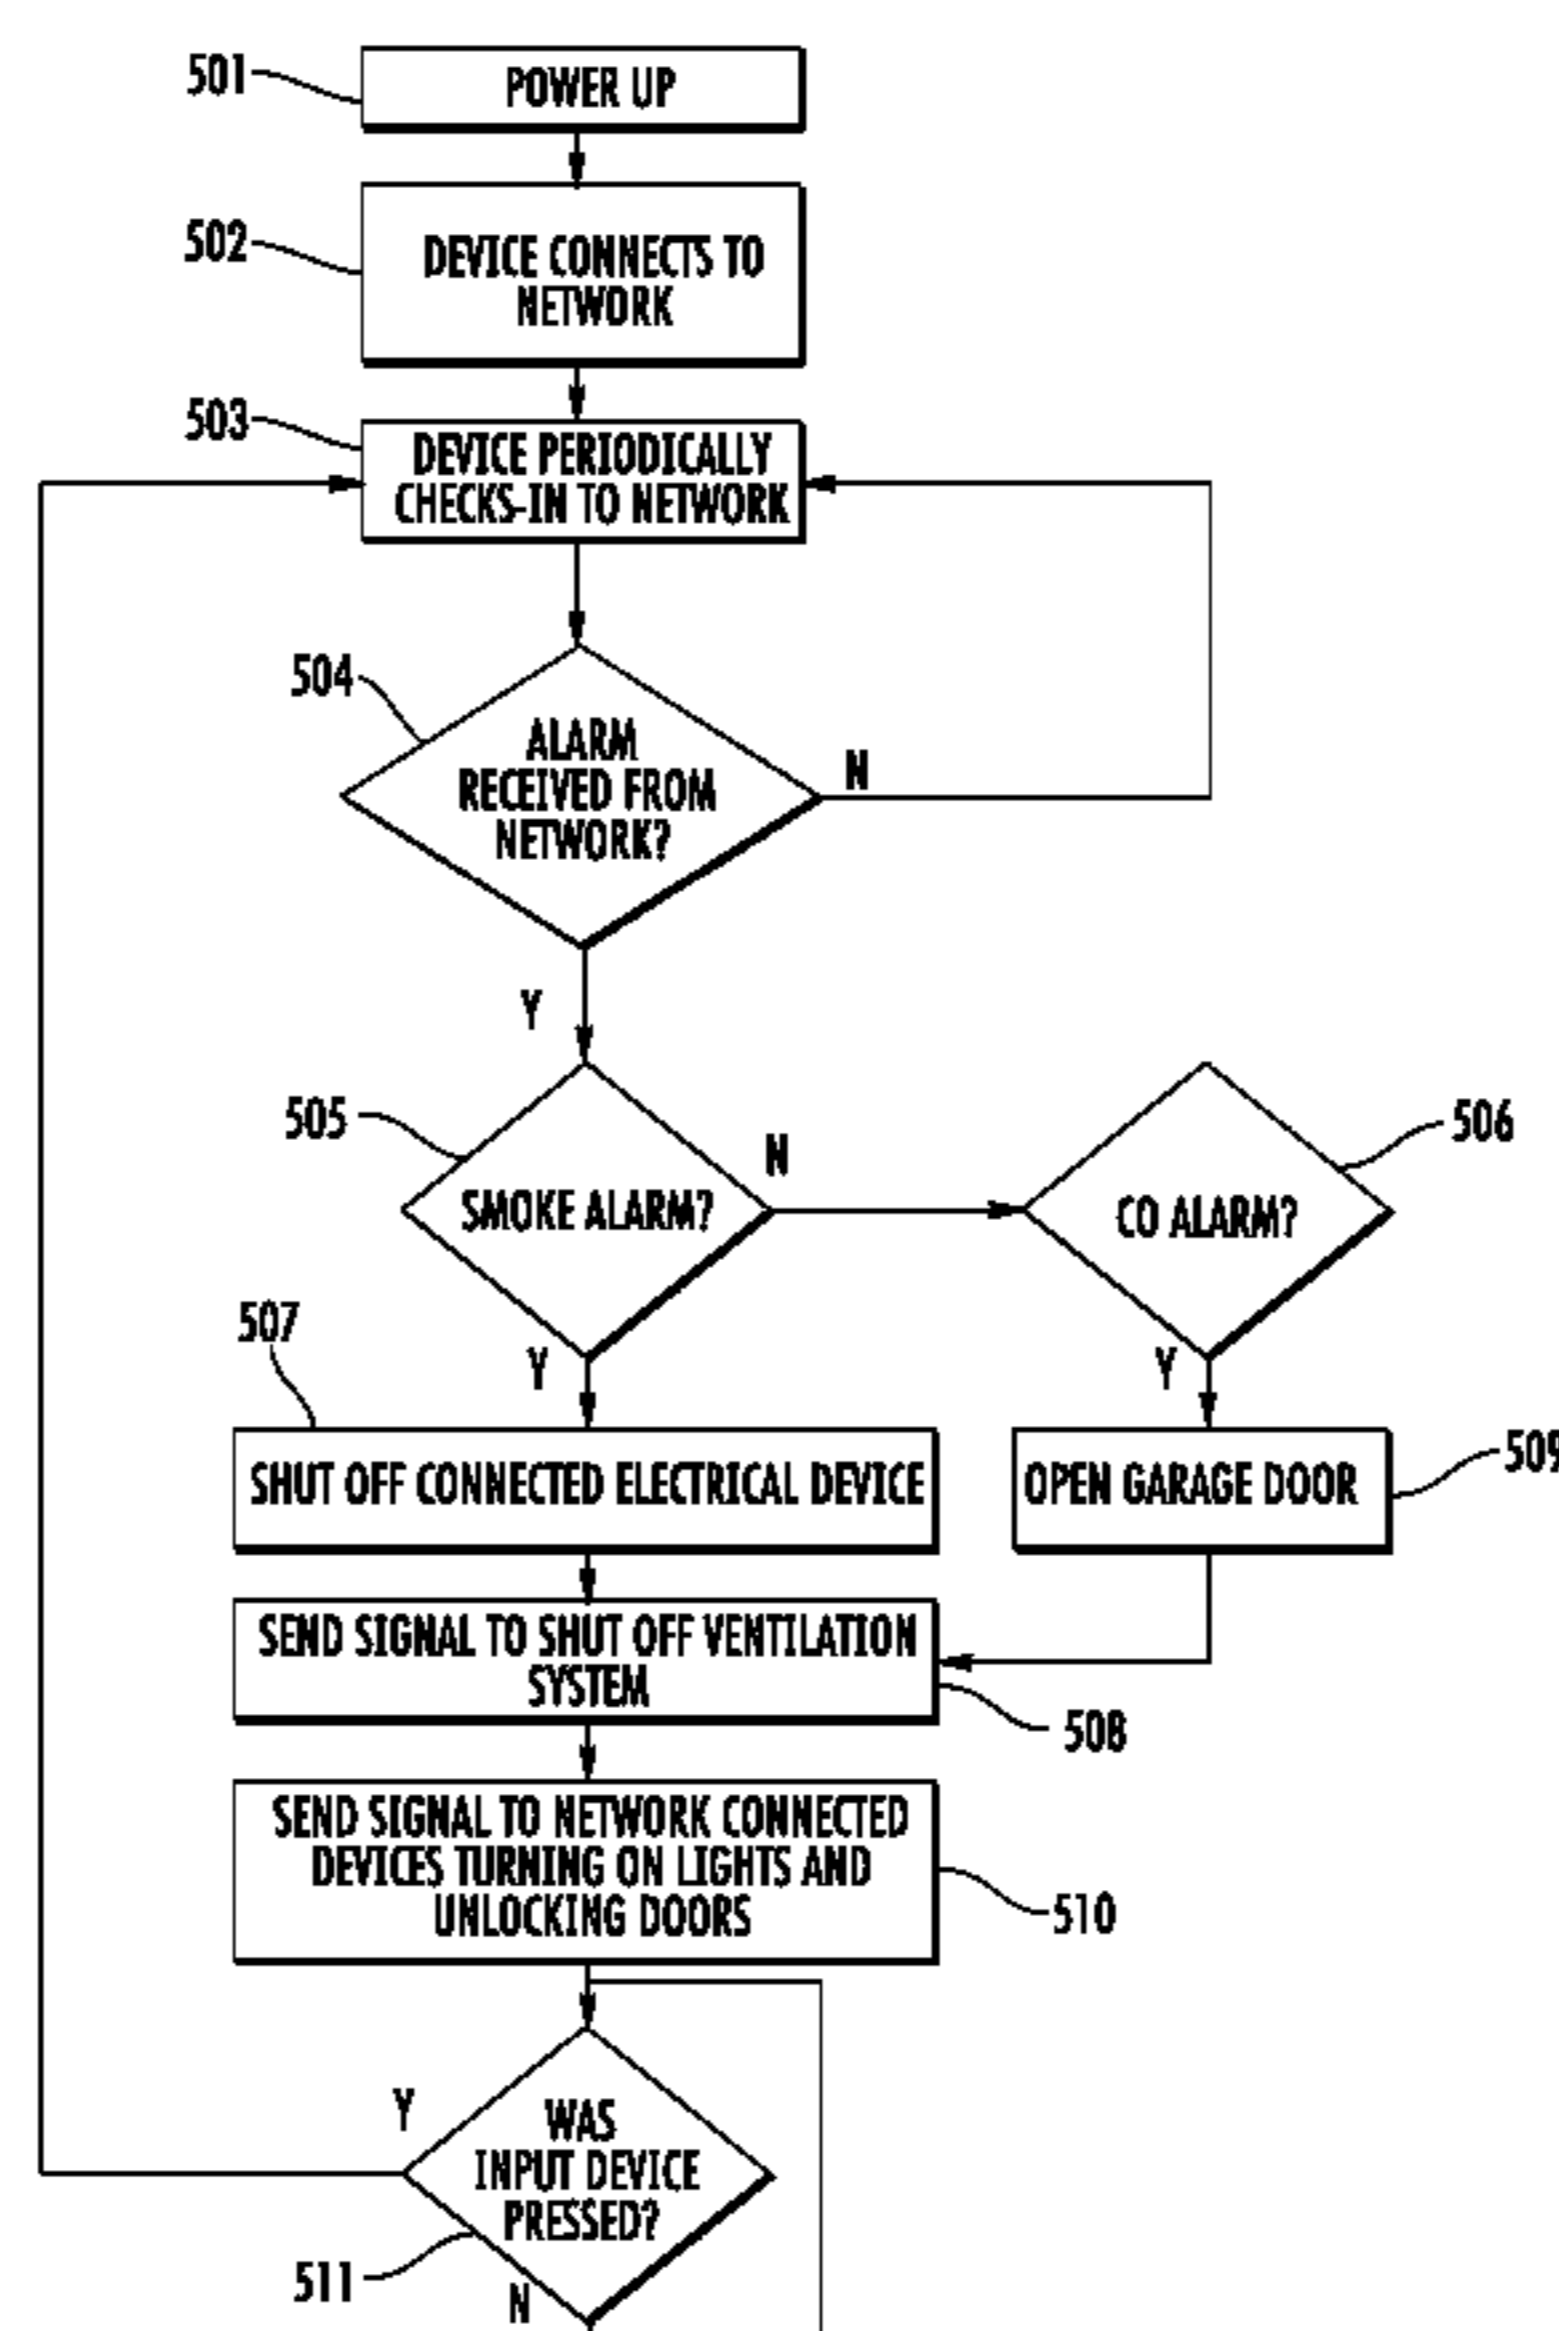 501
POWER UP
502
DEVICE CONNECTS TO
NETWORK
503
DEVICE PERIODICALLY
CHECKS-IN TO NETWORK
504
ALARM
RECEIVED FROM
NETWORK?
N
Y
505
SMOKE ALARM?
N
506
CO ALARM?
507
Y
Y
SHUT OFF CONNECTED ELECTRICAL DEVICE
OPEN GARAGE DOOR
509
SEND SIGNAL TO SHUT OFF VENTILATION
SYSTEM
508
SEND SIGNAL TO NETWORK CONNECTED
DEVICES TURNING ON LIGHTS AND
UNLOCKING DOORS
510
Y
WAS
INPUT DEVICE
PRESSED?
511
N